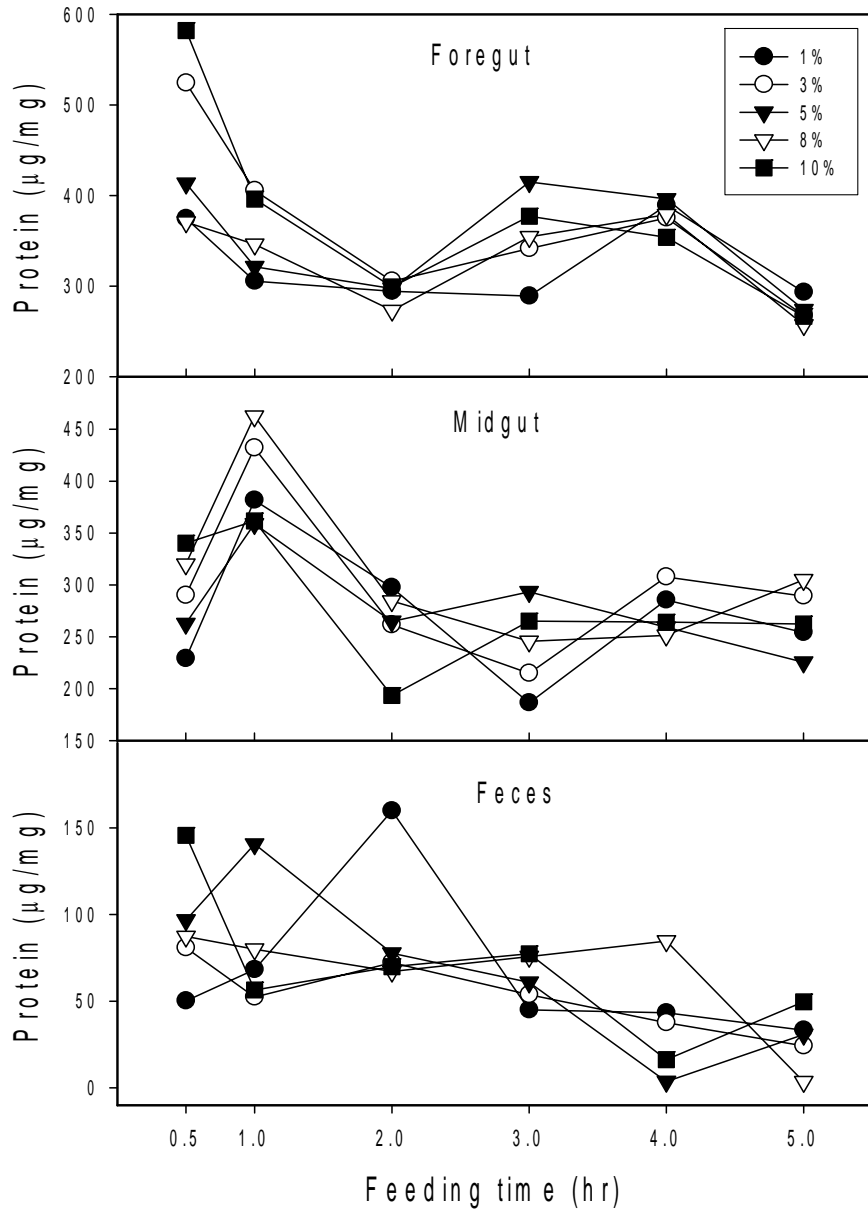 Foregut
1%
3%
5%
8%
10%
Protein (µg/mg)
600
500
400
300
200
Midgut
Protein (µg/mg)
450
400
350
300
250
200
150
Feces
Protein (µg/mg)
150
100
50
0
0.5 1.0 2.0 3.0 4.0 5.0
Feeding time (hr)